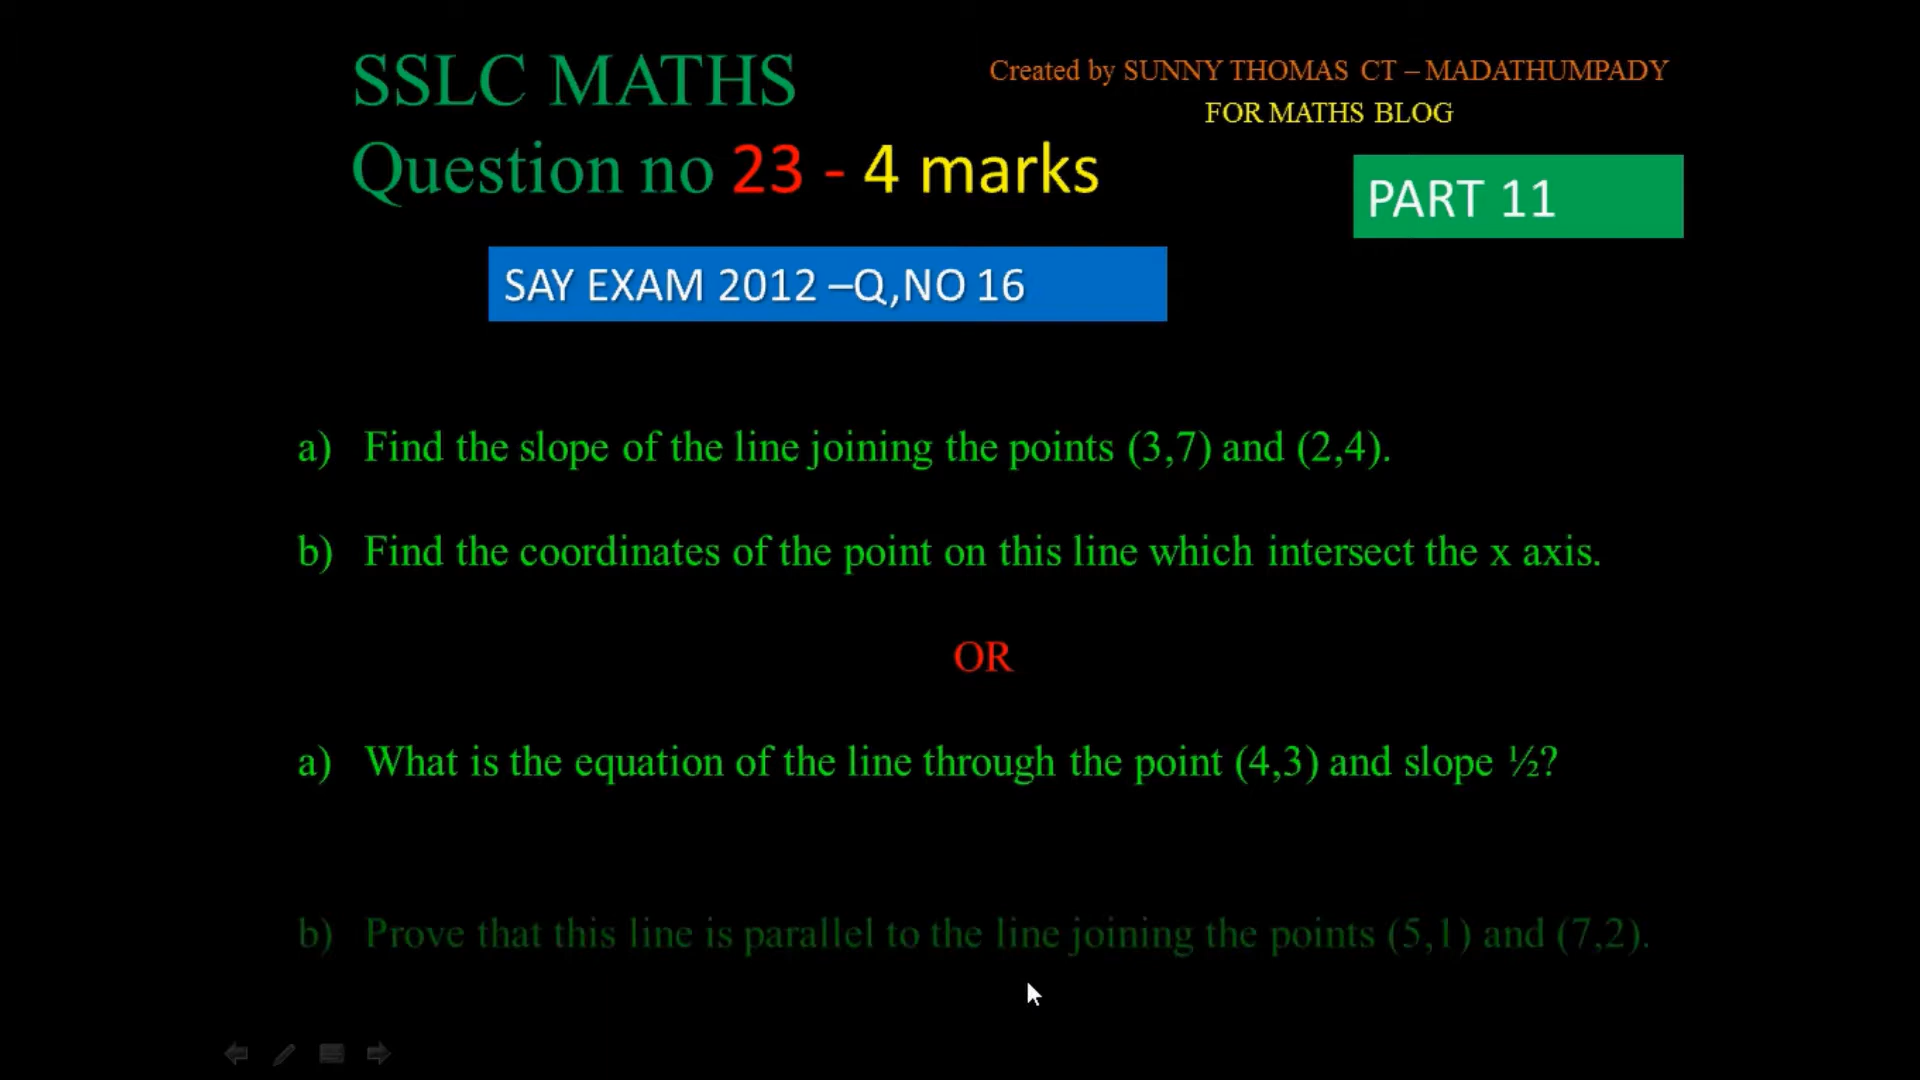 SSLC MATHS
Created by SUNNY THOMAS CT – MADATHUMPADY
FOR MATHS BLOG
Question no 23 - 4 marks
PART 11
SAY EXAM 2012 –Q,NO 16
a) Find the slope of the line joining the points (3,7) and (2,4).
b) Find the coordinates of the point on this line which intersect the x axis.
OR
a) What is the equation of the line through the point (4,3) and slope ½?
b) Prove that this line is parallel to the line joining the points (5,1) and (7,2).